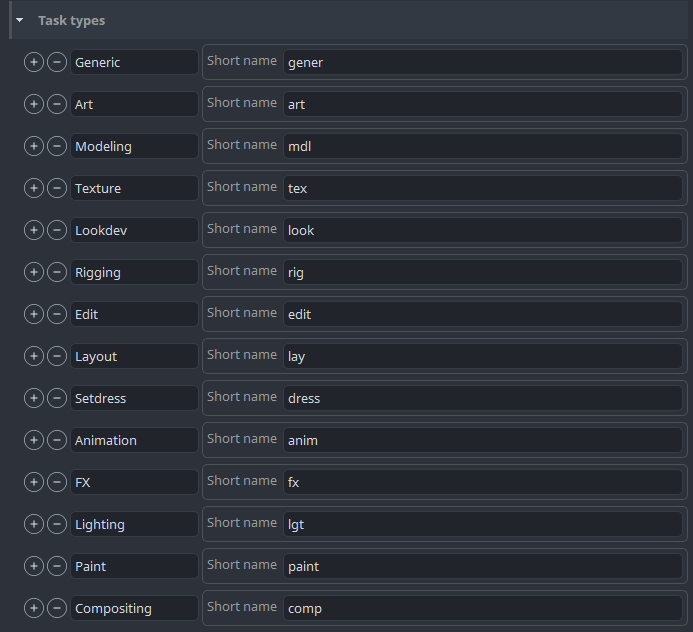 Task types
Generic Short name gener
Art Short name art
Modeling Short name mdl
Texture Short name tex
Lookdev Short name look
Rigging Short name rig
Edit Short name edit
Layout Short name lay
Setdress Short name dress
Animation Short name anim
FX Short name fx
Lighting Short name lgt
Paint Short name paint
Compositing Short name comp